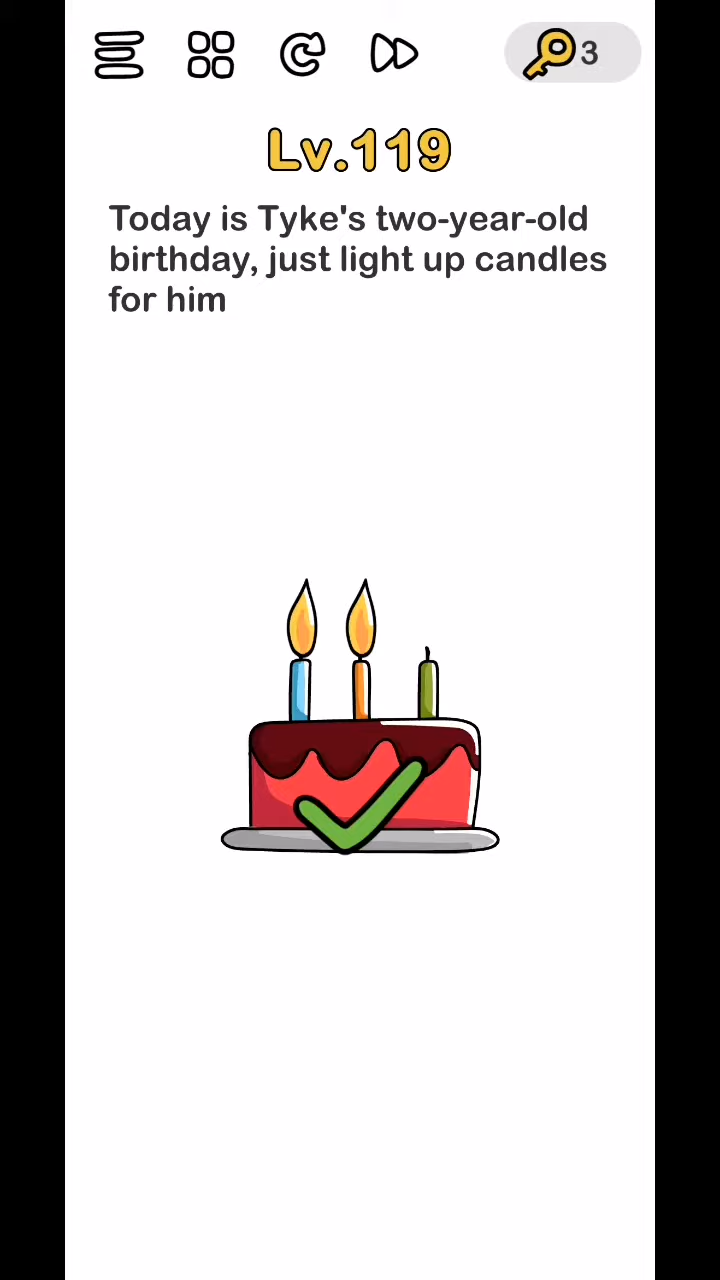 3
Lv.119
Today is Tyke's two-year-old
birthday, just light up candles
for him